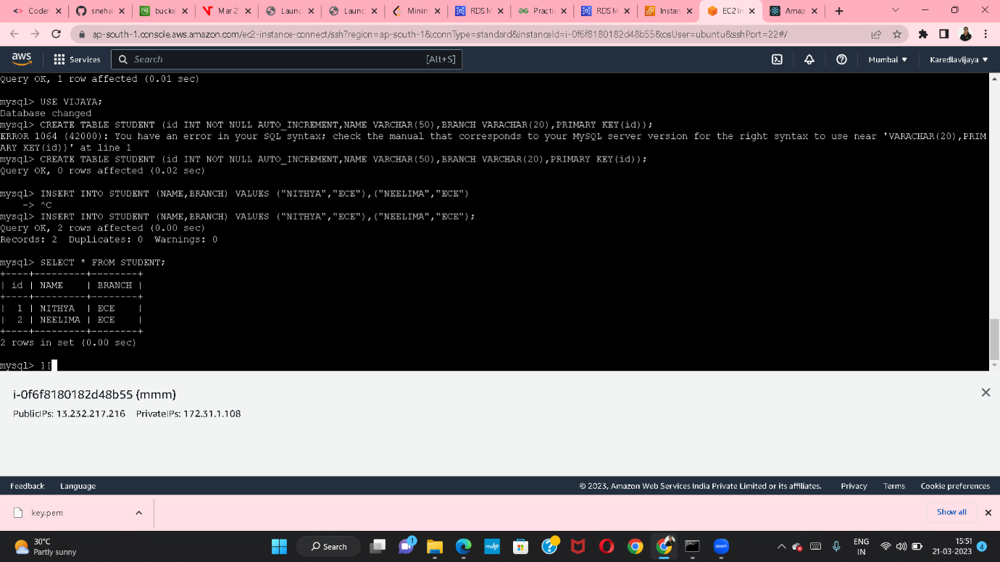 Coder
sneha
bucke
Mar 2
Launc
Launc
Minim
RDS M
Practi
RDS M
Instan
EC2 In
Amaz
ap-south-1.console.aws.amazon.com/ec2-instance-connect/ssh?region=ap-south-1&connType=standard&instanceId=i-0f6f8180182d48b55&osUser=ubuntu&sshPort=22#/
aws Services Search [Alt+S] Mumbai Karedlavijaya
Query OK, 1 row affected (0.01 sec)
mysql> USE VIJAYA;
Database changed
mysql> CREATE TABLE STUDENT (id INT NOT NULL AUTO_INCREMENT,NAME VARCHAR(50),BRANCH VARACHAR(20),PRIMARY KEY(id));
ERROR 1064 (42000): You have an error in your SQL syntax; check the manual that corresponds to your MySQL server version for the right syntax to use near 'VARACHAR(20),PRIM
ARY KEY(id))' at line 1
mysql> CREATE TABLE STUDENT (id INT NOT NULL AUTO_INCREMENT,NAME VARCHAR(50),BRANCH VARCHAR(20),PRIMARY KEY(id));
Query OK, 0 rows affected (0.02 sec)
mysql> INSERT INTO STUDENT (NAME,BRANCH) VALUES ("NITHYA","ECE"),("NEELIMA","ECE")
-> ^C
mysql> INSERT INTO STUDENT (NAME,BRANCH) VALUES ("NITHYA","ECE"),("NEELIMA","ECE");
Query OK, 2 rows affected (0.00 sec)
Records: 2 Duplicates: 0 Warnings: 0
mysql> SELECT * FROM STUDENT;
+----+---------+--------+
| id | NAME | BRANCH |
+----+---------+--------+
| 1 | NITHYA | ECE |
| 2 | NEELIMA | ECE |
+----+---------+--------+
2 rows in set (0.00 sec)
mysql> ][
i-0f6f8180182d48b55 (mmm)
PublicIPs: 13.232.217.216 PrivateIPs: 172.31.1.108
Feedback Language © 2023, Amazon Web Services India Private Limited or its affiliates. Privacy Terms Cookie preferences
key.pem Show all
30°C
Partly sunny
Search
1
myhp
zoom
ENG
IN
15:51
21-03-2023
4